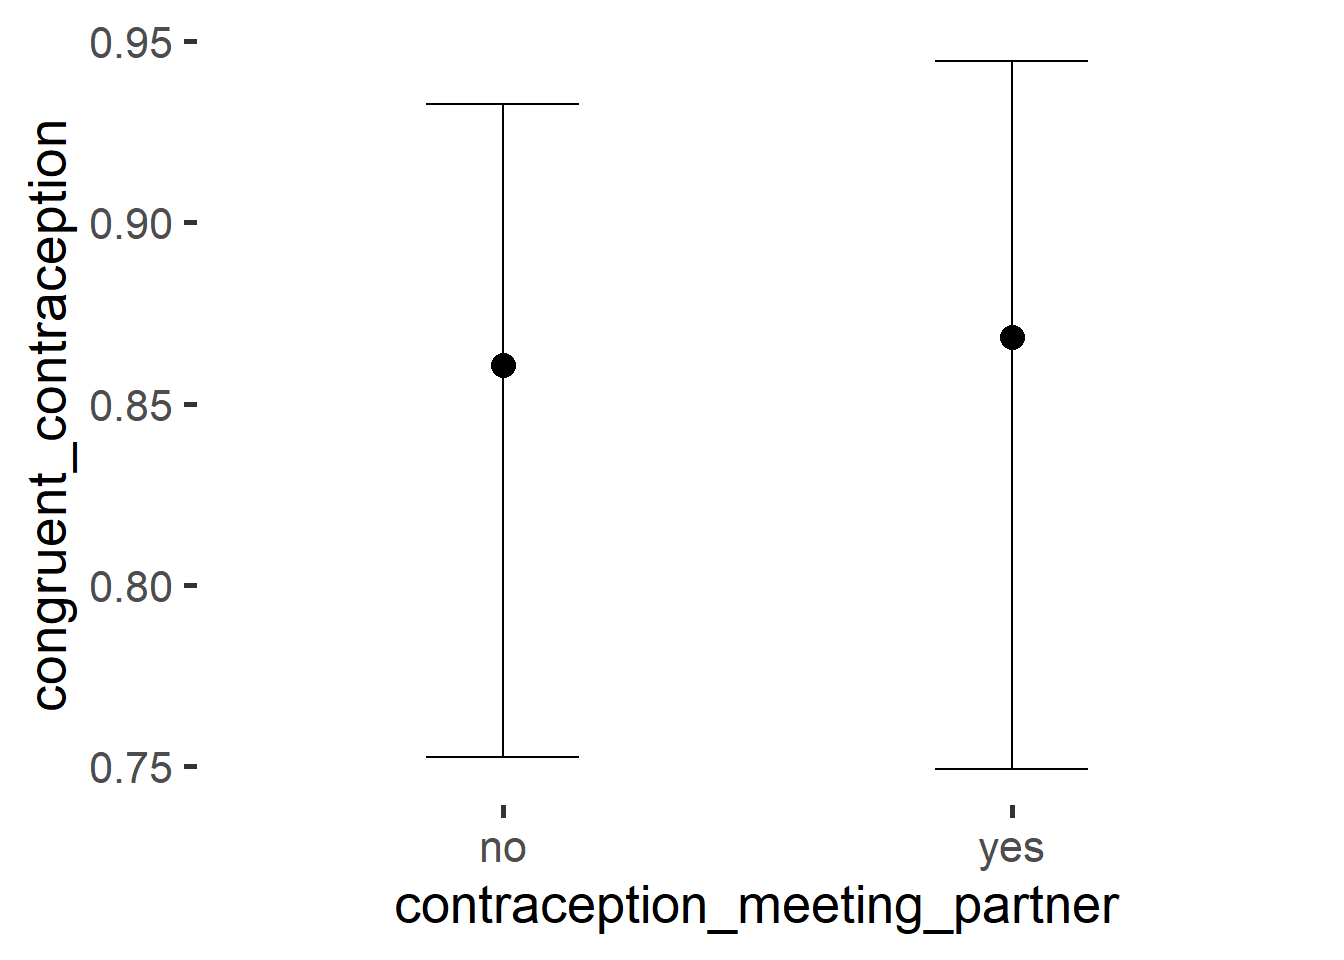 0.95
0.90
0.85
0.80
0.75
congruent_contraception
no
yes
contraception_meeting_partner